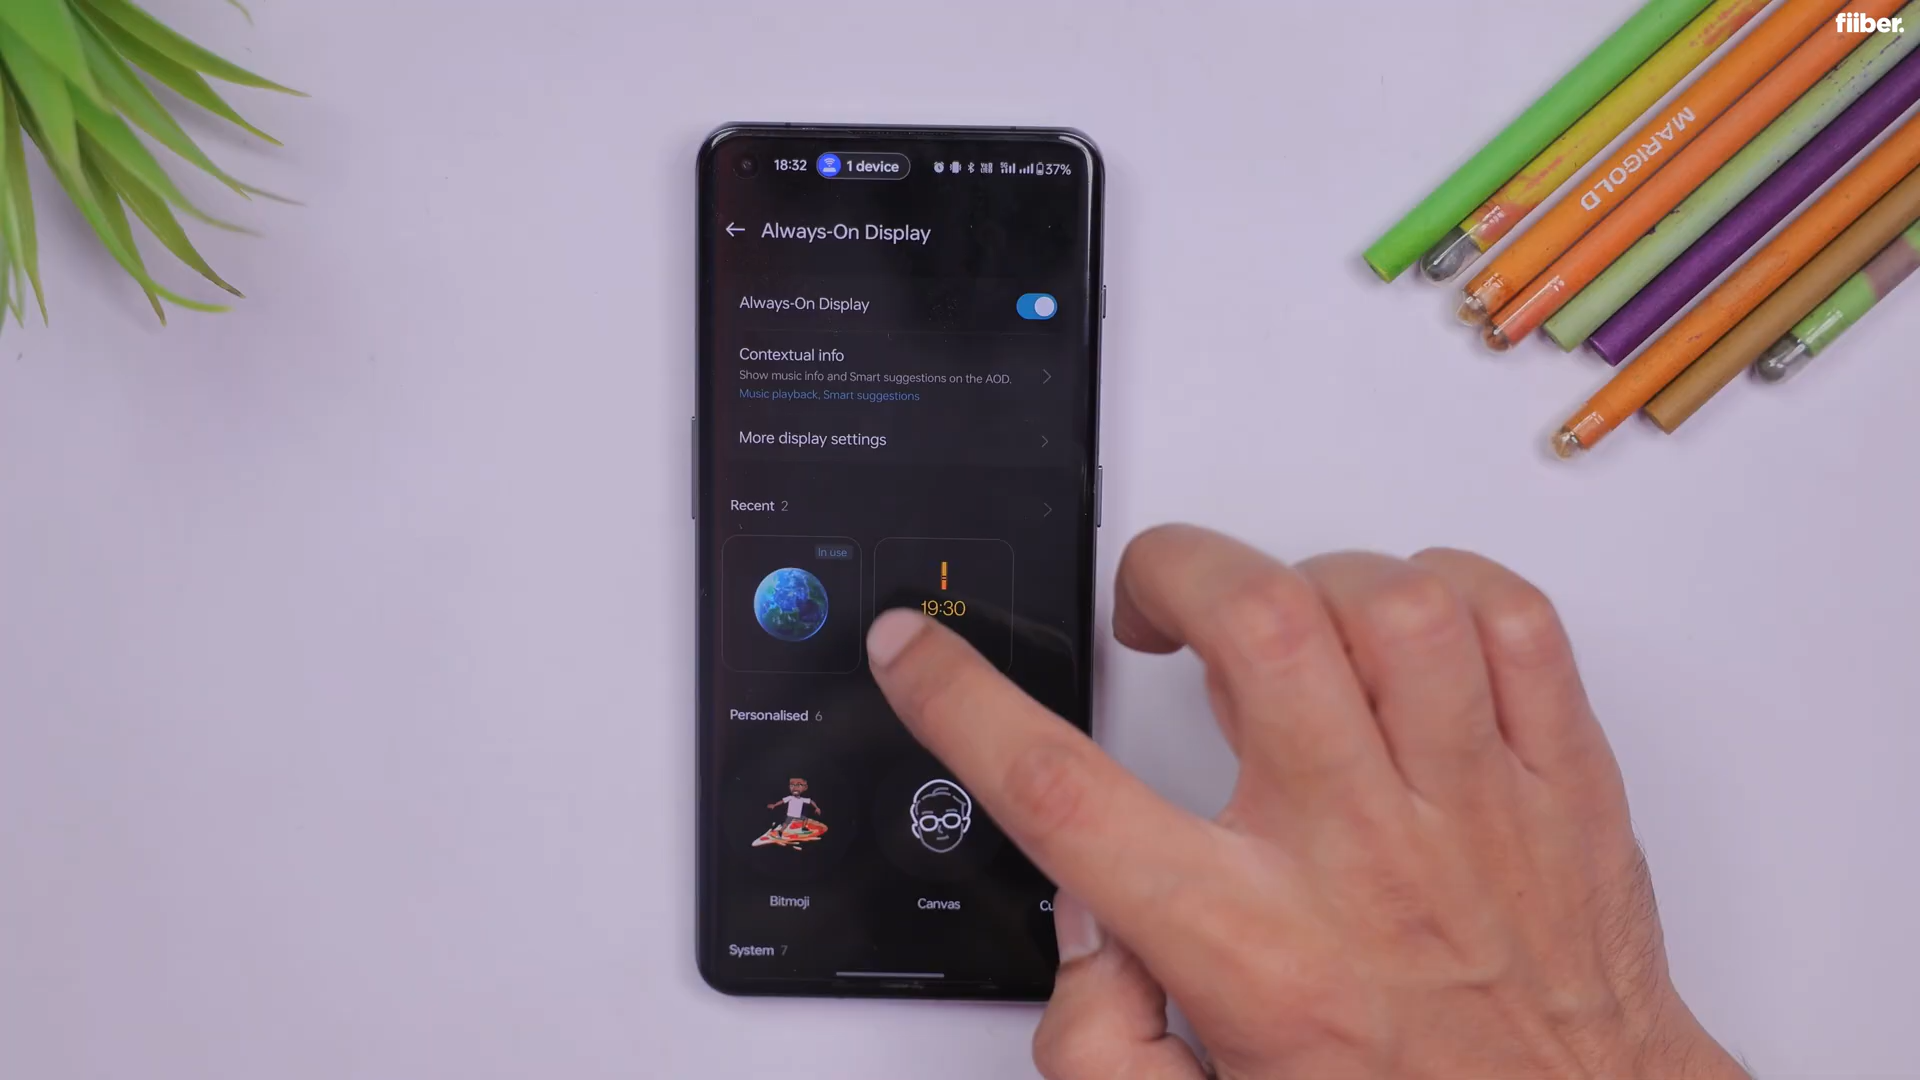 fiiber.
MARIGOLD
18:32
1 device
37%
Always-On Display
Always-On Display
Contextual info
Show music info and Smart suggestions on the AOD.
Music playback, Smart suggestions
More display settings
Recent 2
In use
19:30
Personalised 6
Bitmoji
Canvas
Cu
System 7